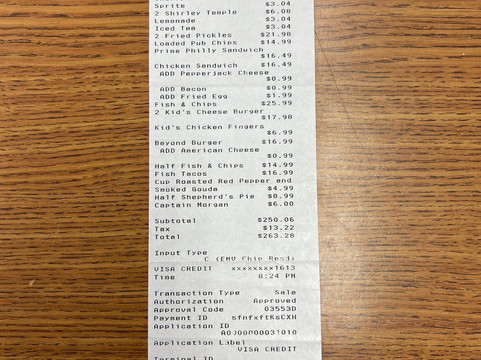 Sprite $3.04
2 Shirley Temple $6.08
Lemonade $3.04
Iced Tea $3.04
2 Fried Pickles $21.98
Loaded Pub Chips $14.99
Prime Philly Sandwich
$16.49
Chicken Sandwich $16.49
ADD Pepperjack Cheese
$0.99
ADD Bacon $0.99
ADD Fried Egg $1.99
Fish & Chips $25.99
2 Kid's Cheese Burger
$17.98
Kid's Chicken Fingers
$6.99
Beyond Burger $16.99
ADD American Cheese
$0.99
Half Fish & Chips $14.99
Fish Tacos $16.99
Cup Roasted Red Pepper and
Smoked Gouda $4.99
Half Shepherd's Pie $8.99
Captain Morgan $6.00
Subtotal $250.06
Tax $13.22
Total $263.28
Input Type
C (EMV Chip Read)
VISA CREDIT xxxxxxxx1613
Time 8:24 PM
Transaction Type Sale
Authorization Approved
Approval Code 03553D
Payment ID sfnfxftKsCXH
Application ID
A0000000031010
Application Label
VISA CREDIT
Terminal ID